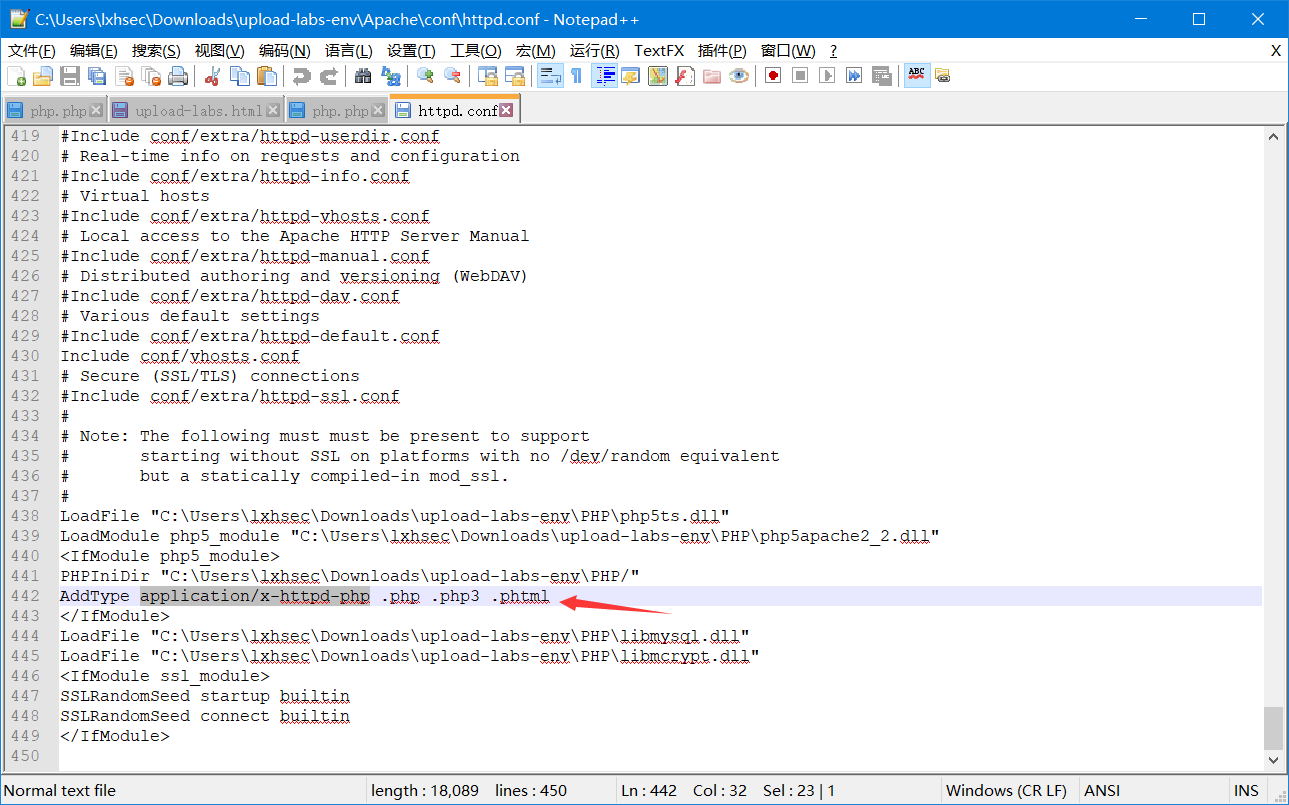 C:\Users\lxhsec\Downloads\upload-labs-env\Apache\conf\httpd.conf - Notepad++
文件(F) 编辑(E) 搜索(S) 视图(V) 编码(N) 语言(L) 设置(T) 工具(O) 宏(M) 运行(R) TextFX 插件(P) 窗口(W) ? X
php.php upload-labs.html php.php httpd.conf
419 #Include conf/extra/httpd-userdir.conf
420 # Real-time info on requests and configuration
421 #Include conf/extra/httpd-info.conf
422 # Virtual hosts
423 #Include conf/extra/httpd-vhosts.conf
424 # Local access to the Apache HTTP Server Manual
425 #Include conf/extra/httpd-manual.conf
426 # Distributed authoring and versioning (WebDAV)
427 #Include conf/extra/httpd-dav.conf
428 # Various default settings
429 #Include conf/extra/httpd-default.conf
430 Include conf/vhosts.conf
431 # Secure (SSL/TLS) connections
432 #Include conf/extra/httpd-ssl.conf
433 #
434 # Note: The following must must be present to support
435 #       starting without SSL on platforms with no /dev/random equivalent
436 #       but a statically compiled-in mod_ssl.
437 #
438 LoadFile "C:\Users\lxhsec\Downloads\upload-labs-env\PHP\php5ts.dll"
439 LoadModule php5_module "C:\Users\lxhsec\Downloads\upload-labs-env\PHP\php5apache2_2.dll"
440 <IfModule php5_module>
441 PHPIniDir "C:\Users\lxhsec\Downloads\upload-labs-env\PHP/"
442 AddType application/x-httpd-php .php .php3 .phtml
443 </IfModule>
444 LoadFile "C:\Users\lxhsec\Downloads\upload-labs-env\PHP\libmysql.dll"
445 LoadFile "C:\Users\lxhsec\Downloads\upload-labs-env\PHP\libmcrypt.dll"
446 <IfModule ssl_module>
447 SSLRandomSeed startup builtin
448 SSLRandomSeed connect builtin
449 </IfModule>
450
Normal text file length : 18,089 lines : 450 Ln : 442 Col : 32 Sel : 23 | 1 Windows (CR LF) ANSI INS